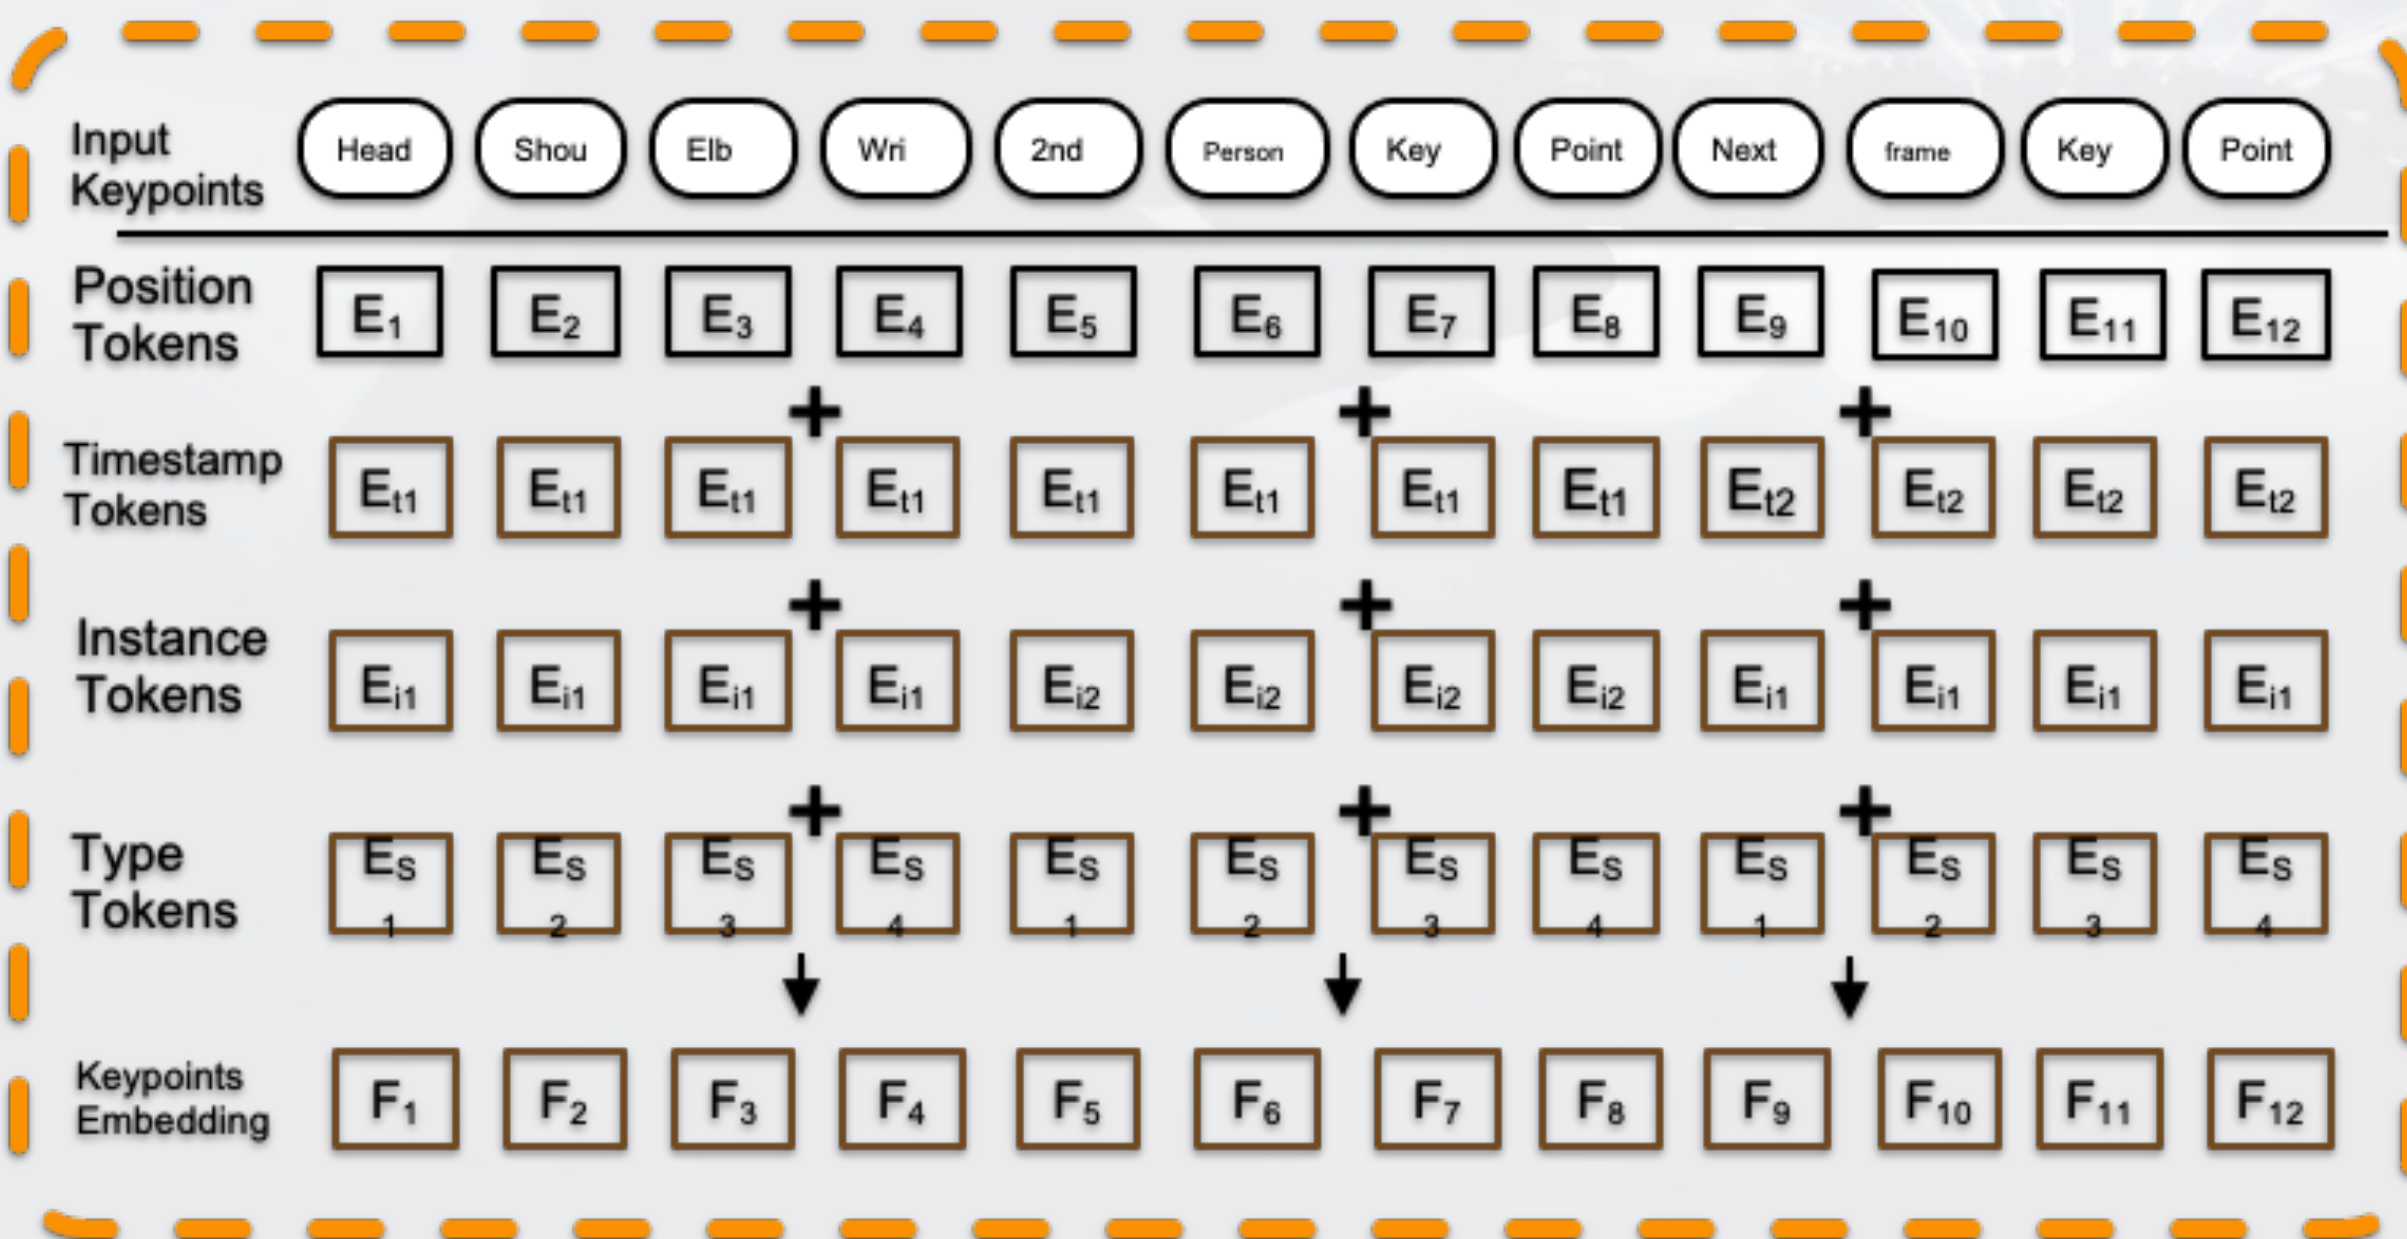 Input
Keypoints
Head Shou Elb Wri 2nd Person Key Point Next frame Key Point
Position
Tokens
E1 E2 E3 E4 E5 E6 E7 E8 E9 E10 E11 E12
+ + +
Timestamp
Tokens
Et1 Et1 Et1 Et1 Et1 Et1 Et1 Et1 Et2 Et2 Et2 Et2
+ + +
Instance
Tokens
Ei1 Ei1 Ei1 Ei1 Ei2 Ei2 Ei2 Ei2 Ei1 Ei1 Ei1 Ei1
+ + +
Type
Tokens
ES ES ES ES ES ES ES ES ES ES ES ES
1 2 3 4 1 2 3 4 1 2 3 4
Keypoints
Embedding
F1 F2 F3 F4 F5 F6 F7 F8 F9 F10 F11 F12